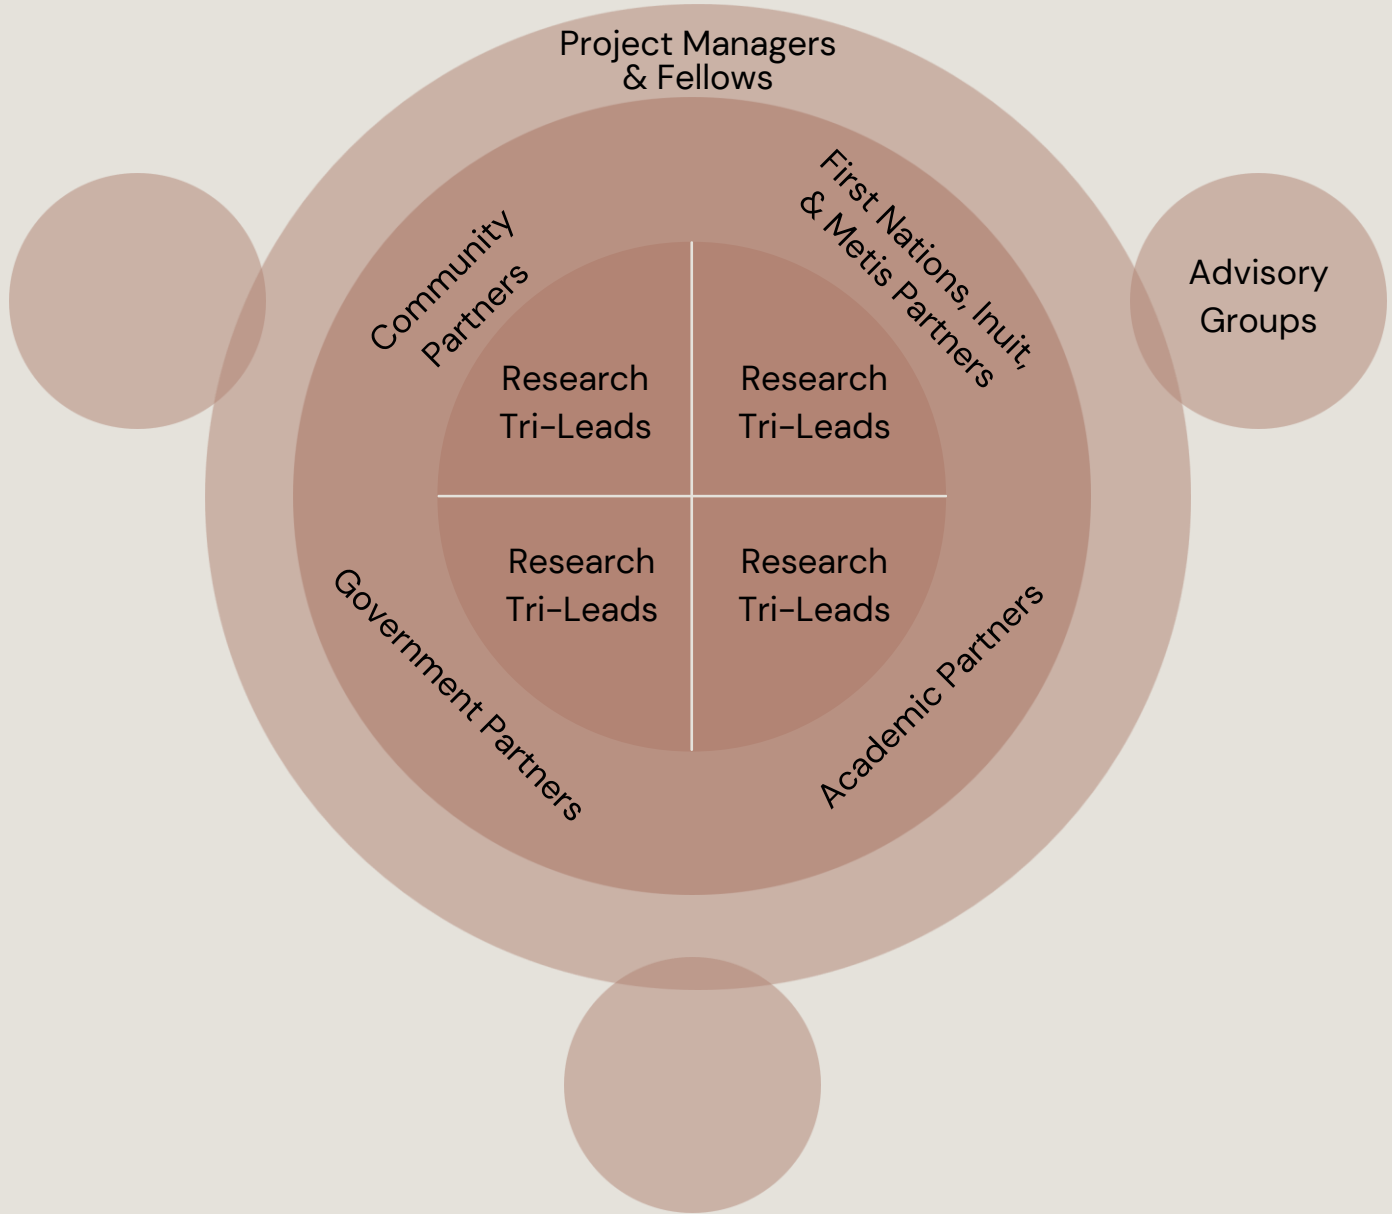 Project Managers
& Fellows
Community
Partners
First Nations, Inuit,
& Metis Partners
Advisory
Groups
Research
Tri-Leads
Research
Tri-Leads
Research
Tri-Leads
Research
Tri-Leads
Government Partners
Academic Partners